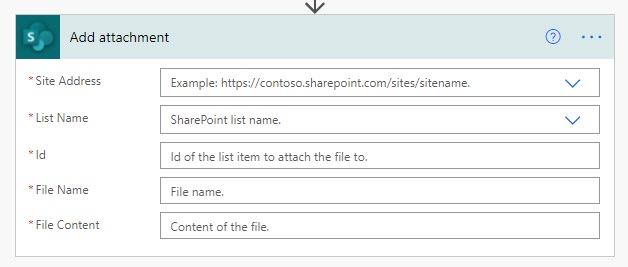 S
Add attachment
?
* Site Address
Example: https://contoso.sharepoint.com/sites/sitename.
* List Name
SharePoint list name.
* Id
Id of the list item to attach the file to.
* File Name
File name.
* File Content
Content of the file.